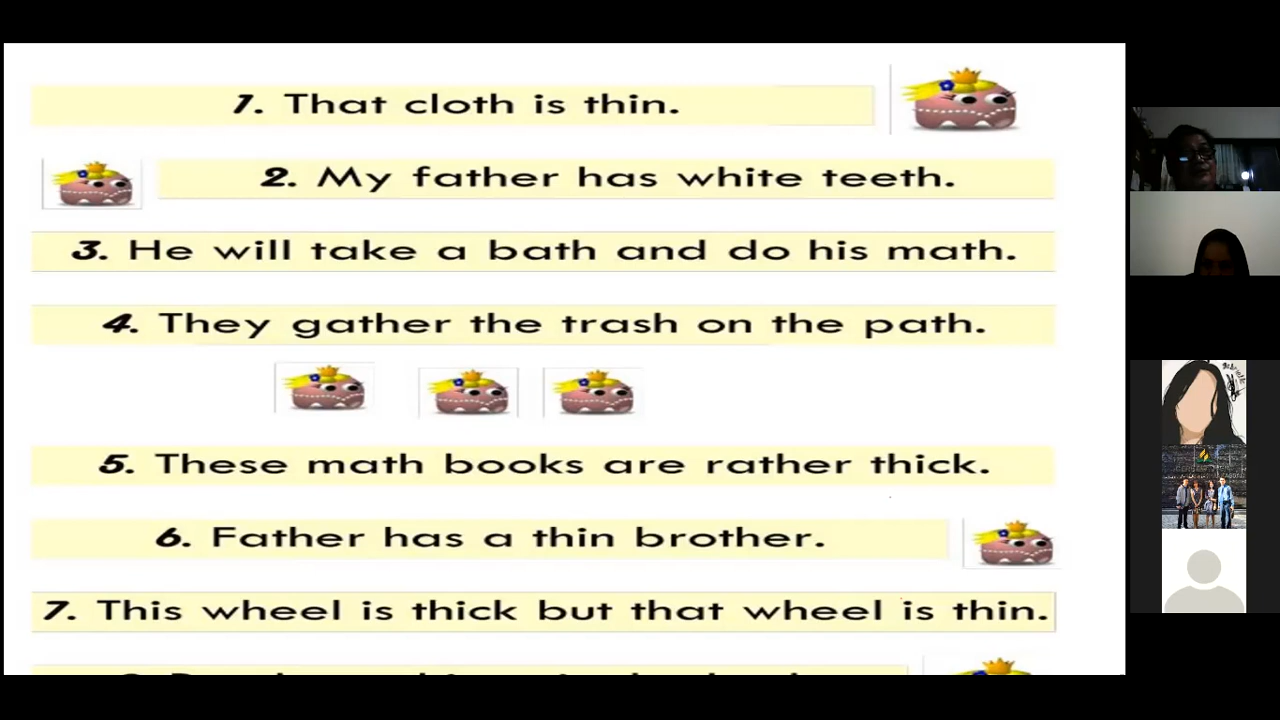 1. That cloth is thin.
2. My father has white teeth.
3. He will take a bath and do his math.
4. They gather the trash on the path.
5. These math books are rather thick.
6. Father has a thin brother.
7. This wheel is thick but that wheel is thin.